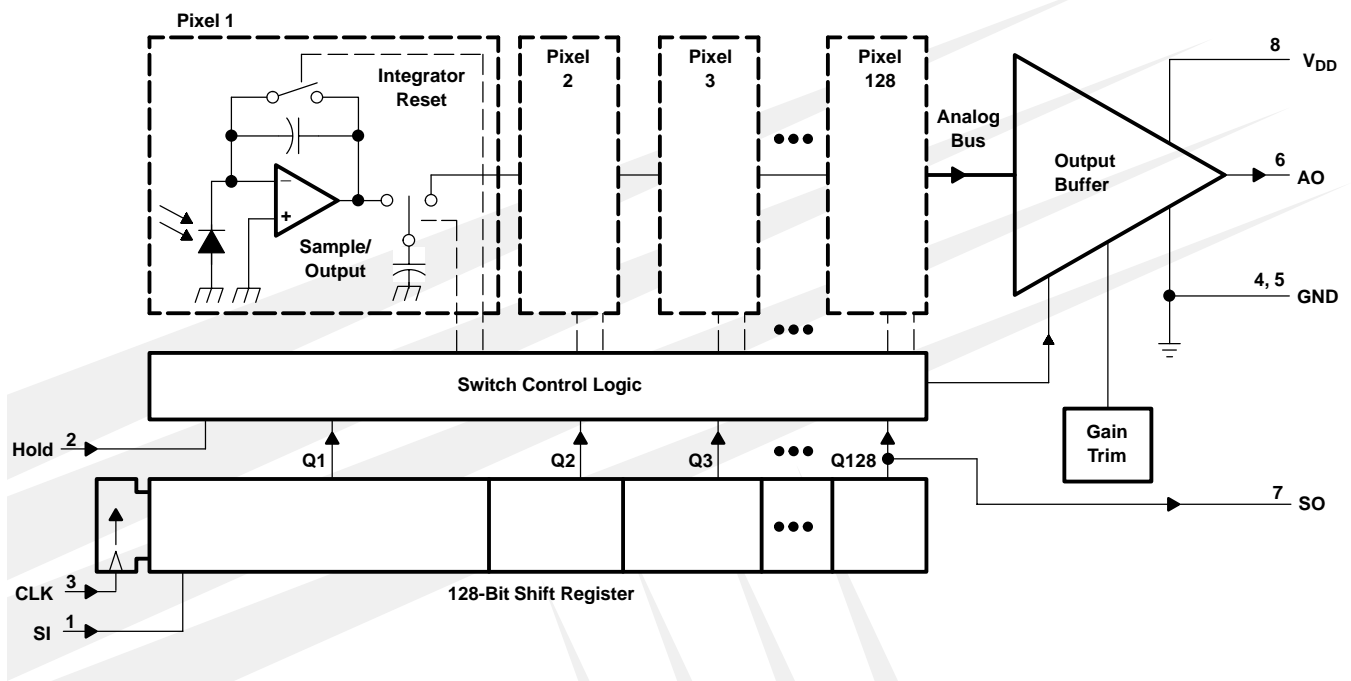 Pixel 1
Integrator
Reset
−
+
Sample/
Output
Pixel
2
Pixel
3
Pixel
128
Analog
Bus
Output
Buffer
8
VDD
6
AO
4, 5
GND
Switch Control Logic
Gain
Trim
Hold
2
Q1
Q2
Q3
Q128
7
SO
CLK
3
SI
1
128-Bit Shift Register